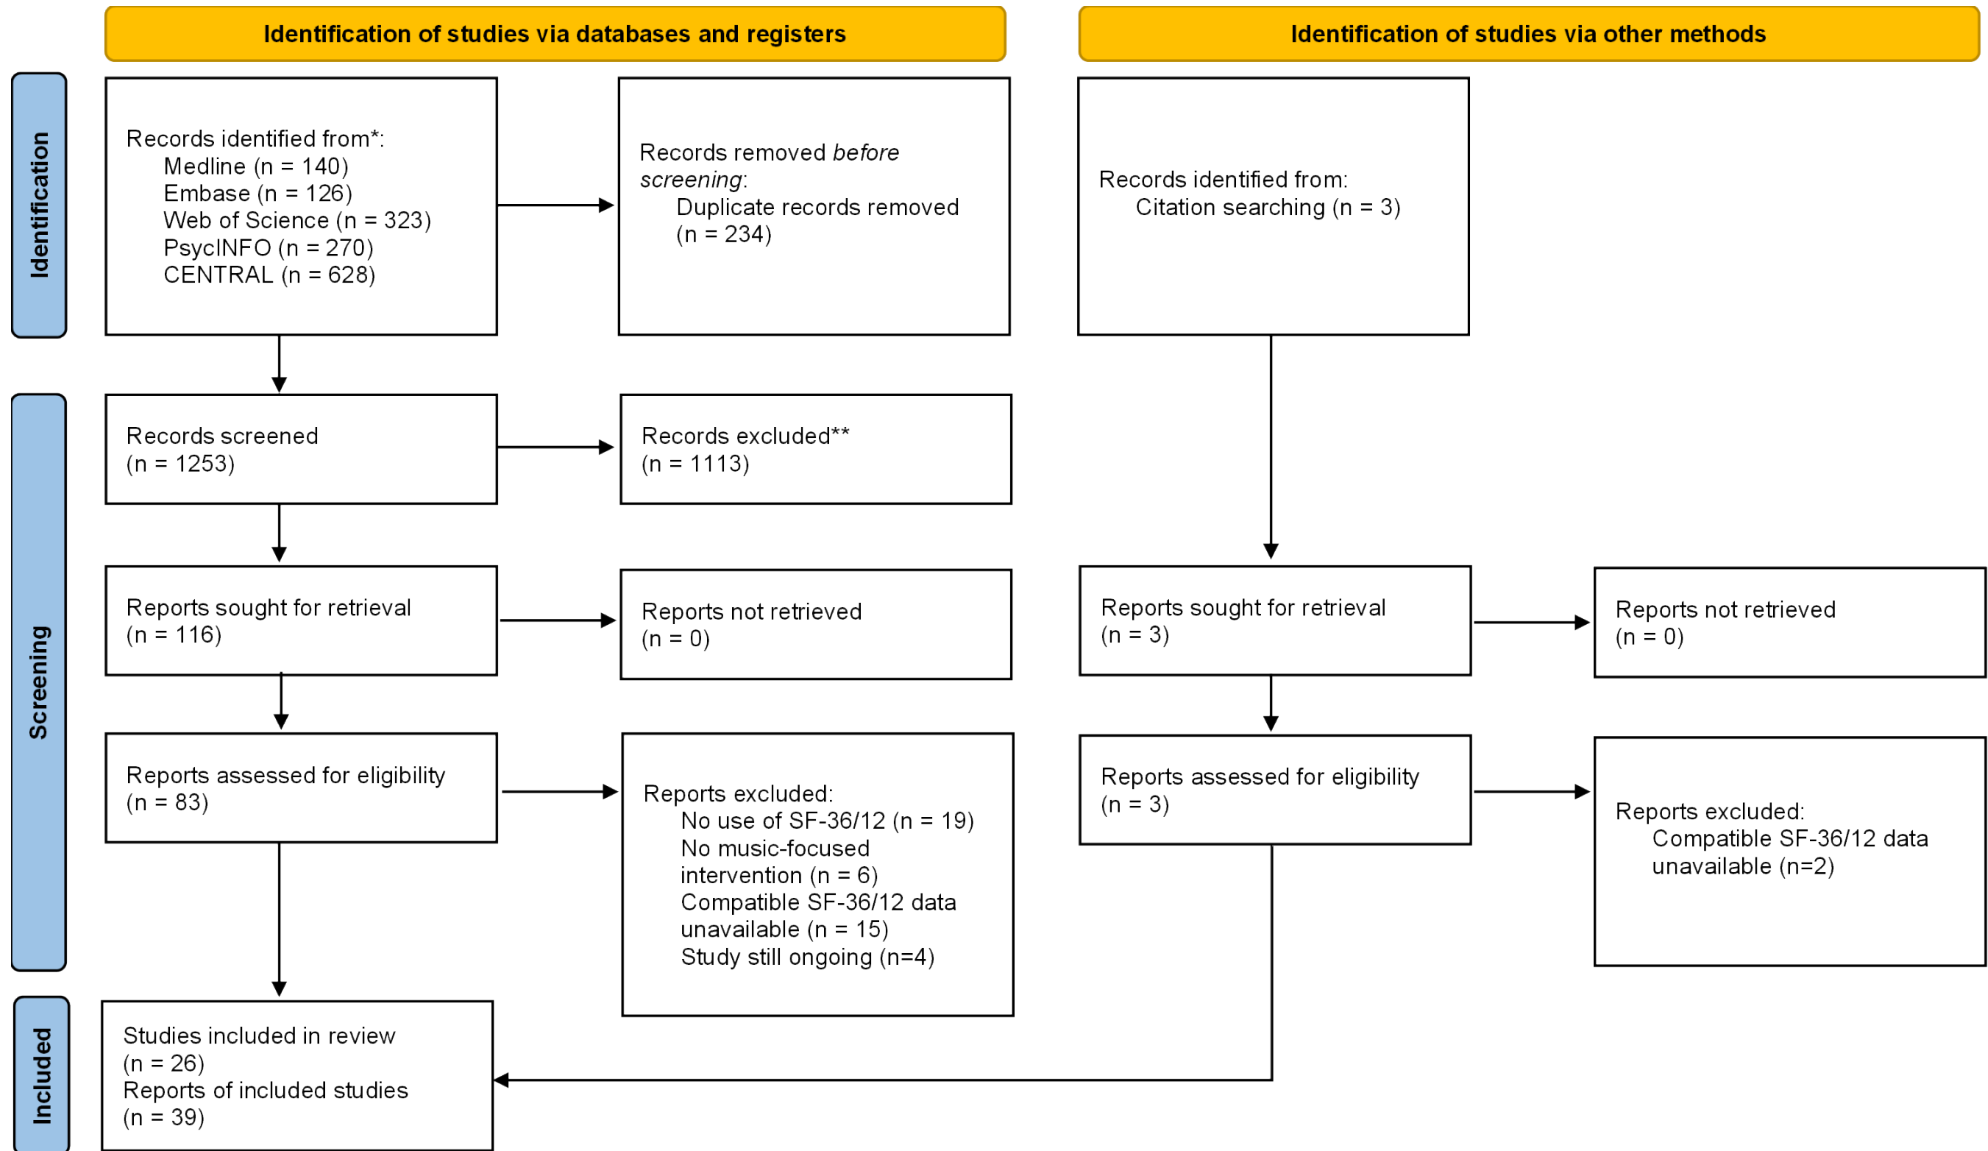 Identification of studies via databases and registers
Identification of studies via other methods
Identification
Records identified from*:
Medline (n = 140)
Embase (n = 126)
Web of Science (n = 323)
PsycINFO (n = 270)
CENTRAL (n = 628)
Records removed before
screening:
Duplicate records removed
(n = 234)
Records identified from:
Citation searching (n = 3)
Screening
Records screened
(n = 1253)
Records excluded**
(n = 1113)
Reports sought for retrieval
(n = 116)
Reports not retrieved
(n = 0)
Reports sought for retrieval
(n = 3)
Reports not retrieved
(n = 0)
Reports assessed for eligibility
(n = 83)
Reports excluded:
No use of SF-36/12 (n = 19)
No music-focused
intervention (n = 6)
Compatible SF-36/12 data
unavailable (n = 15)
Study still ongoing (n=4)
Reports assessed for eligibility
(n = 3)
Reports excluded:
Compatible SF-36/12 data
unavailable (n=2)
Included
Studies included in review
(n = 26)
Reports of included studies
(n = 39)